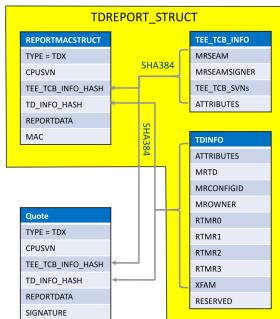 TDREPORT_STRUCT
REPORTMACSTRUCT
TYPE = TDX
CPUSVN
TEE_TCB_INFO_HASH
TD_INFO_HASH
REPORTDATA
MAC
SHA384
TEE_TCB_INFO
MRSEAM
MRSEAMSIGNER
TEE_TCB_SVNs
ATTRIBUTES
SHA384
TDINFO
ATTRIBUTES
MRTD
MRCONFIGID
MROWNER
RTMR0
RTMR1
RTMR2
RTMR3
XFAM
RESERVED
Quote
TYPE = TDX
CPUSVN
TEE_TCB_INFO_HASH
TD_INFO_HASH
REPORTDATA
SIGNATURE